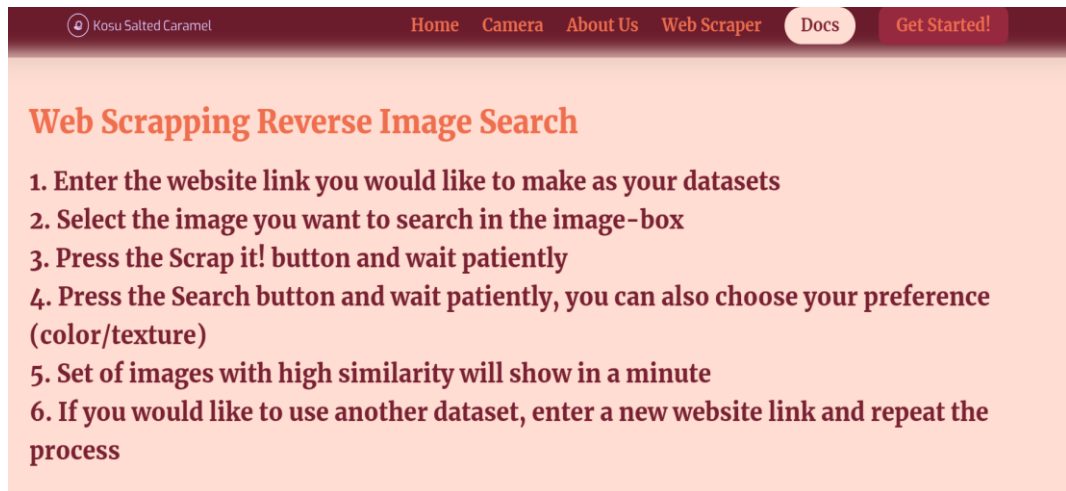 Kosu Salted Caramel Home Camera About Us Web Scraper Docs Get Started!
Web Scrapping Reverse Image Search
1. Enter the website link you would like to make as your datasets
2. Select the image you want to search in the image-box
3. Press the Scrap it! button and wait patiently
4. Press the Search button and wait patiently, you can also choose your preference
(color/texture)
5. Set of images with high similarity will show in a minute
6. If you would like to use another dataset, enter a new website link and repeat the
process